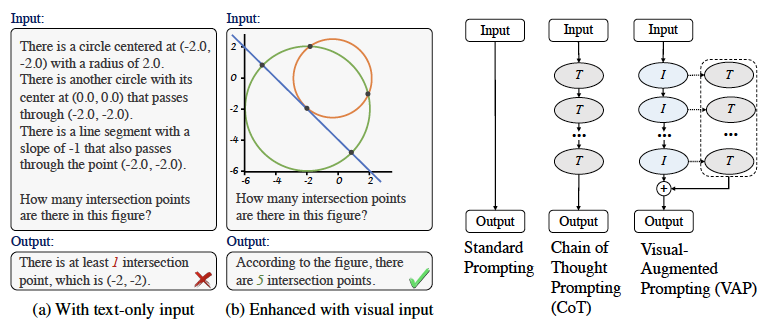 Input:
There is a circle centered at (-2.0,
-2.0) with a radius of 2.0.
There is another circle with its
center at (0.0, 0.0) that passes
through (-2.0, -2.0).
There is a line segment with a
slope of -1 that also passes
through the point (-2.0, -2.0).
How many intersection points
are there in this figure?
Output:
There is at least 1 intersection
point, which is (-2, -2).
(a) With text-only input
Input:
2
0
-2
-4
-6
-6 -4 -2 0 2
How many intersection points
are there in this figure?
Output:
According to the figure, there
are 5 intersection points.
(b) Enhanced with visual input
Input
Output
Standard
Prompting
Input
T
T
...
T
Output
Chain of
Thought
Prompting
(CoT)
Input
I T
I T
... ...
I T
+
Output
Visual-
Augmented
Prompting (VAP)